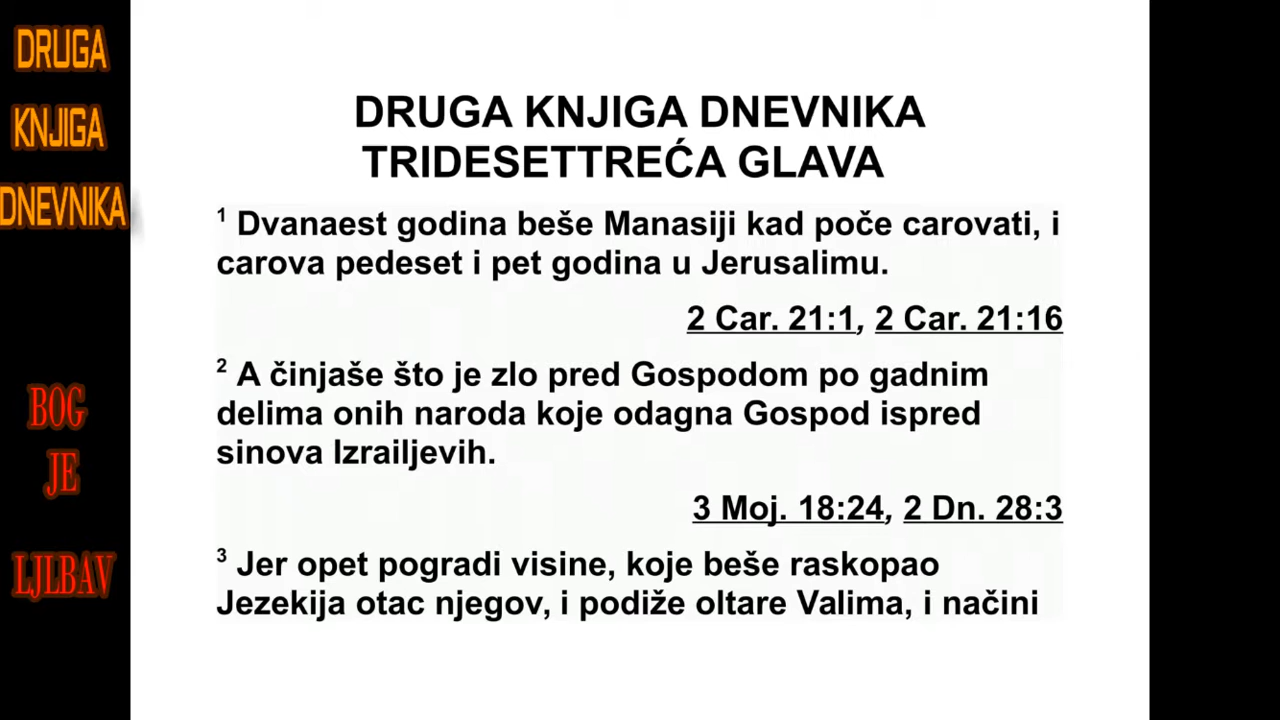 DRUGA
KNJIGA
DNEVNIKA
BOG
JE
LJLBAV
DRUGA KNJIGA DNEVNIKA
TRIDESETTREĆA GLAVA
1 Dvanaest godina beše Manasiji kad poče carovati, i
carova pedeset i pet godina u Jerusalimu.
2 Car. 21:1, 2 Car. 21:16
2 A činjaše što je zlo pred Gospodom po gadnim
delima onih naroda koje odagna Gospod ispred
sinova Izrailjevih.
3 Moj. 18:24, 2 Dn. 28:3
3 Jer opet pogradi visine, koje beše raskopao
Jezekija otac njegov, i podiže oltare Valima, i načini